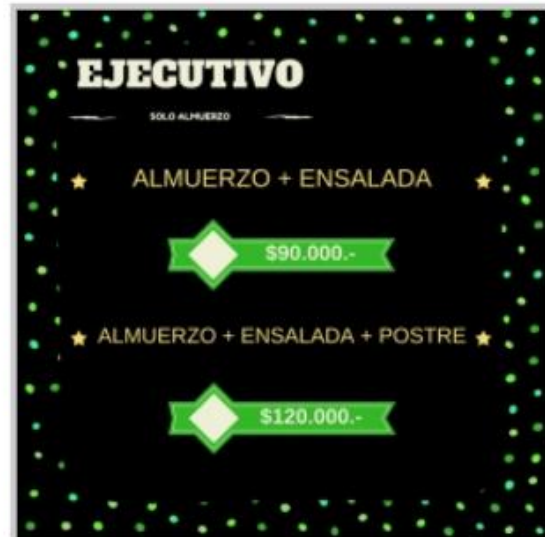 EJECUTIVO
SOLO ALMUERZO
ALMUERZO + ENSALADA
$90.000.-
ALMUERZO + ENSALADA + POSTRE
$120.000.-